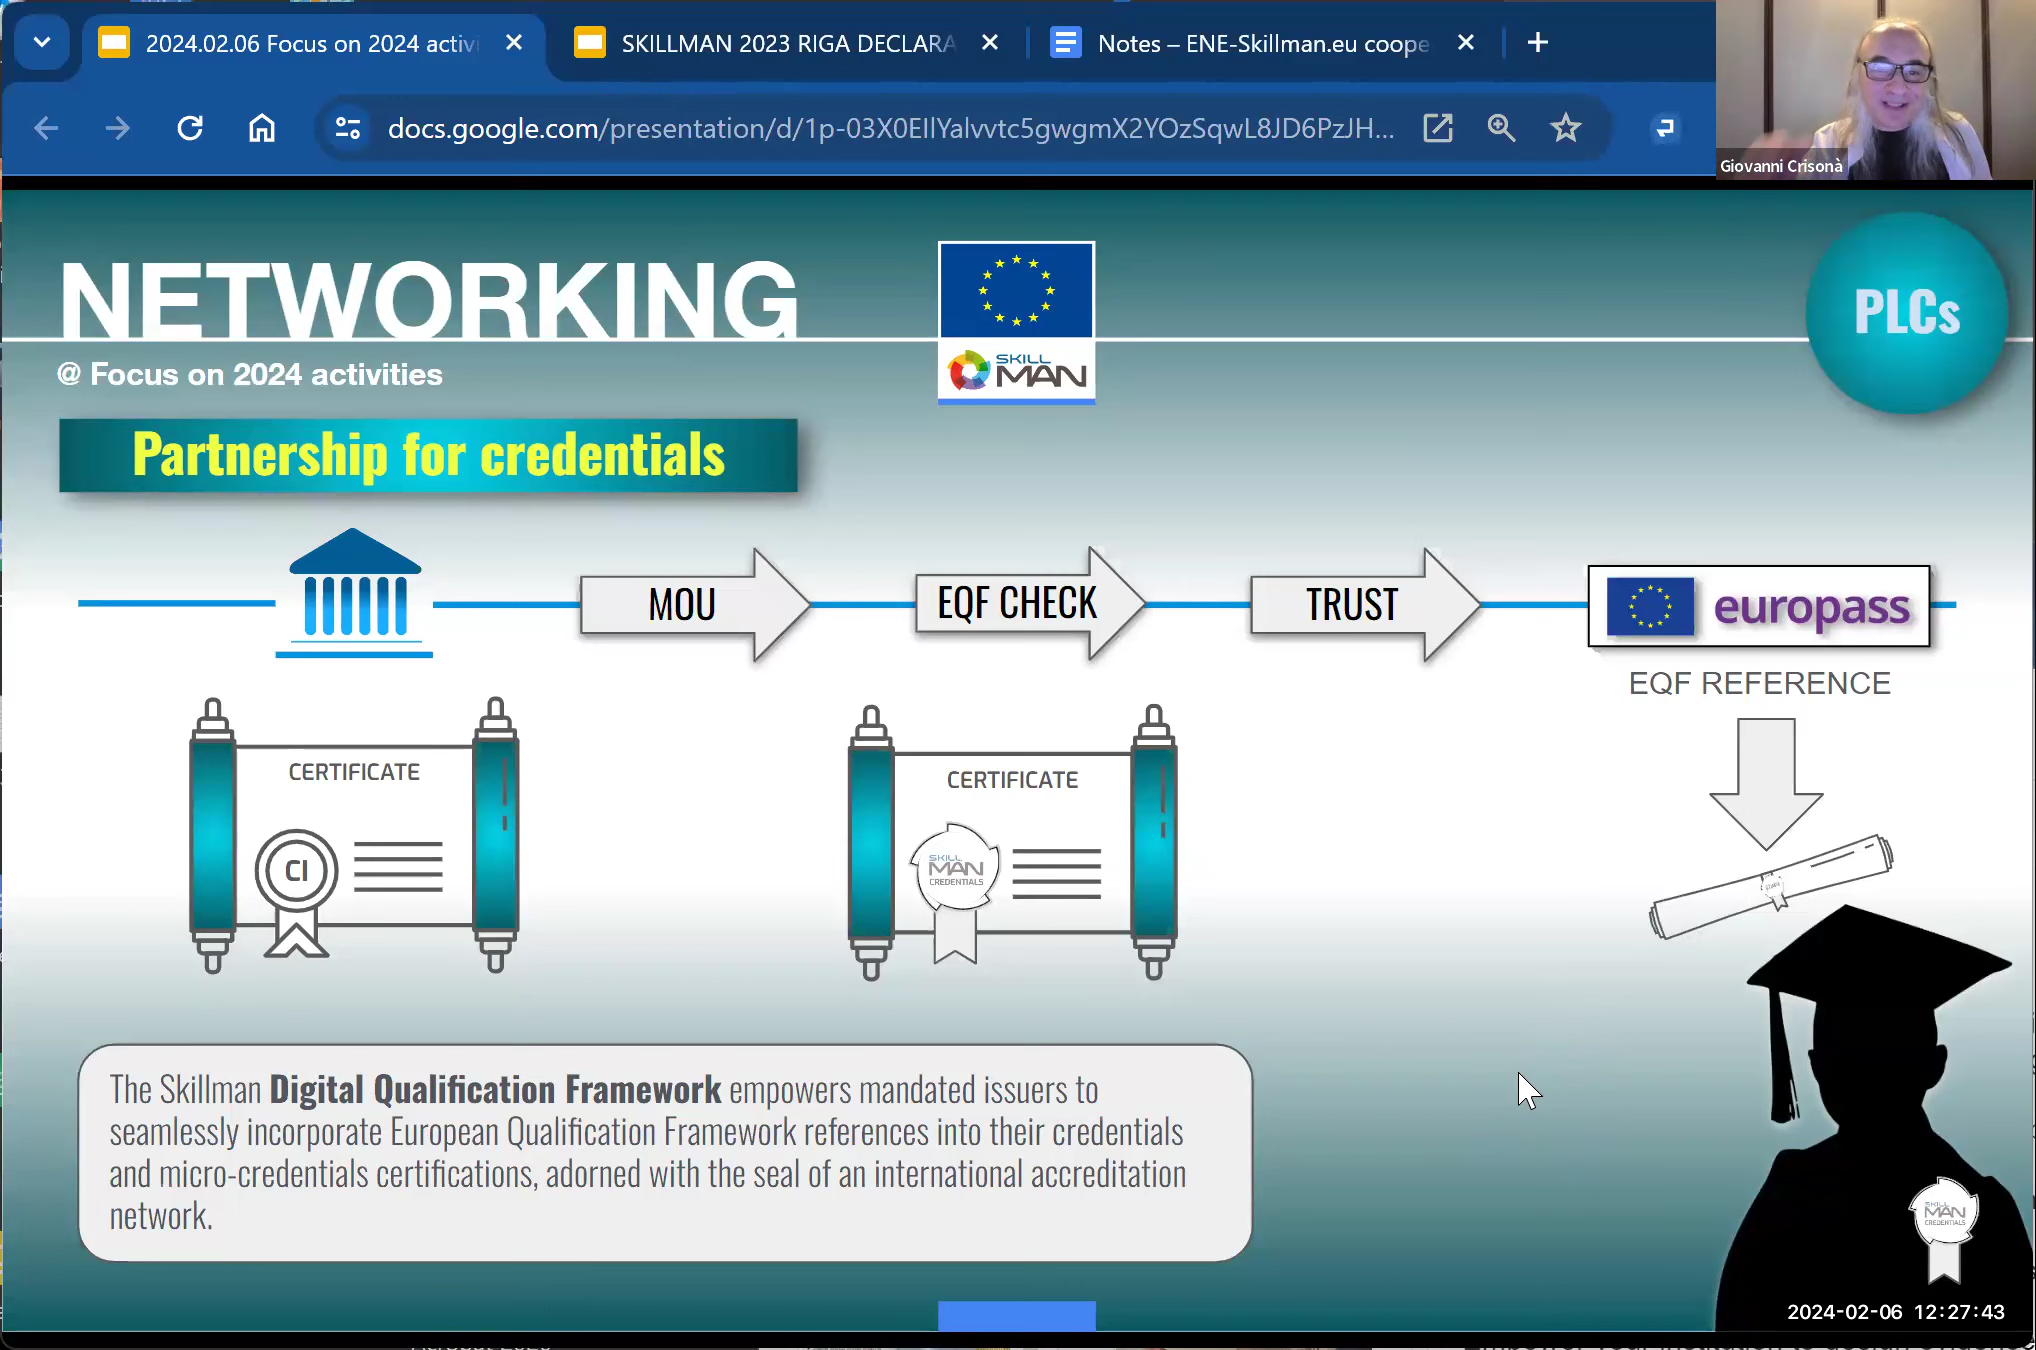 2024.02.06 Focus on 2024 activi
SKILLMAN 2023 RIGA DECLARA
Notes – ENE-Skillman.eu coope
docs.google.com/presentation/d/1p-03X0EIlYalvvtc5gwgmX2YOzSqwL8JD6PzJH...
Giovanni Crisonà
NETWORKING
@ Focus on 2024 activities
SKILL
MAN
PLCs
Partnership for credentials
MOU
EQF CHECK
TRUST
europass
EQF REFERENCE
CERTIFICATE
CI
CERTIFICATE
SKILL
MAN
CREDENTIALS
The Skillman Digital Qualification Framework empowers mandated issuers to
seamlessly incorporate European Qualification Framework references into their credentials
and micro-credentials certifications, adorned with the seal of an international accreditation
network.
SKILL
MAN
CREDENTIALS
2024-02-06 12:27:43